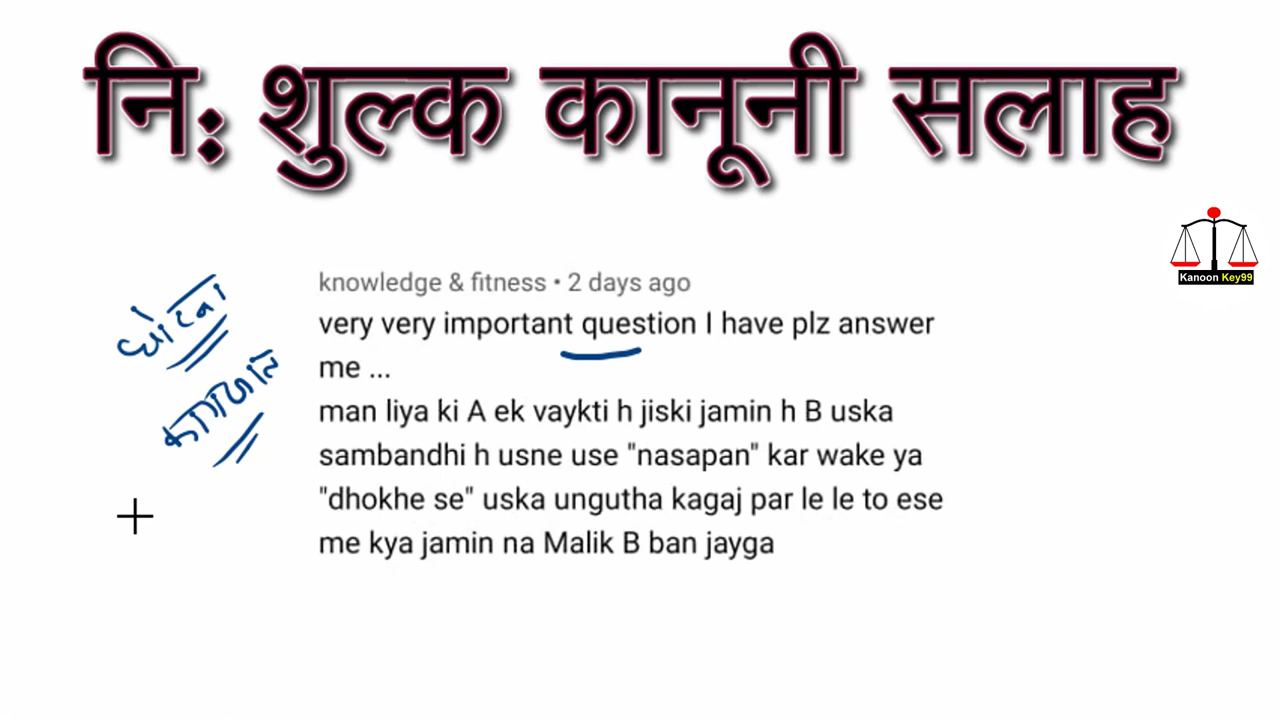 नि: शुल्क कानूनी सलाह
Kanoon Key99
knowledge & fitness • 2 days ago
very very important question I have plz answer
me ...
man liya ki A ek vaykti h jiski jamin h B uska
sambandhi h usne use "nasapan" kar wake ya
"dhokhe se" uska ungutha kagaj par le le to ese
me kya jamin na Malik B ban jayga
धोखा